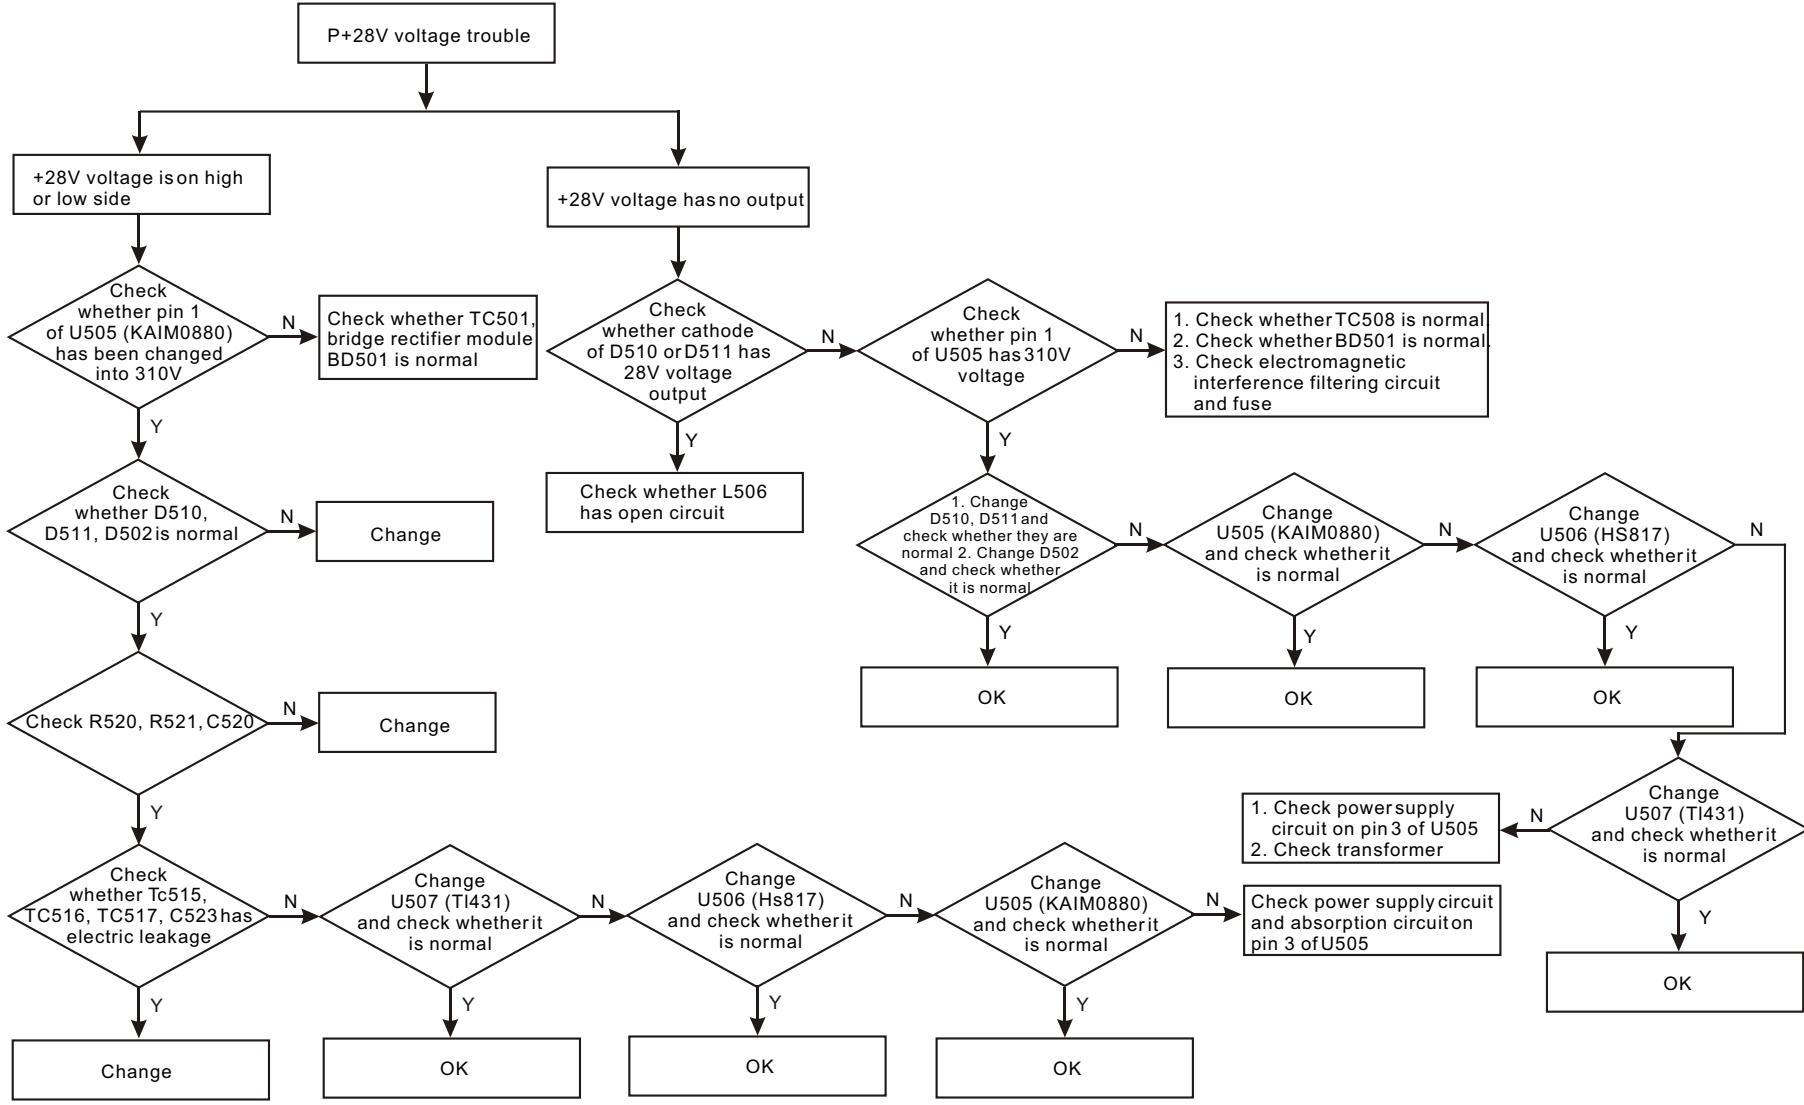 P+28V voltage trouble
+28V voltage is on high
or low side
+28V voltage has no output
Check
whether pin 1
of U505 (KAIM0880)
has been changed
into 310V
N
Check whether TC501,
bridge rectifier module
BD501 is normal
Y
Check
whether cathode
of D510 or D511 has
28V voltage
output
N
Check
whether pin 1
of U505 has 310V
voltage
N
1. Check whether TC508 is normal.
2. Check whether BD501 is normal.
3. Check electromagnetic
interference filtering circuit
and fuse
Y
Y
Check whether L506
has open circuit
Check
whether D510,
D511, D502 is normal
N
Change
Y
1. Change
D510, D511 and
check whether they are
normal 2. Change D502
and check whether
it is normal
N
Change
U505 (KAIM0880)
and check whether it
is normal
N
Change
U506 (HS817)
and check whether it
is normal
N
Y
Y
Y
OK
OK
OK
Check R520, R521, C520
N
Change
Y
Change
U507 (TI431)
and check whether it
is normal
N
1. Check power supply
circuit on pin 3 of U505
2. Check transformer
Y
OK
Check
whether Tc515,
TC516, TC517, C523 has
electric leakage
N
Change
U507 (TI431)
and check whether it
is normal
N
Change
U506 (Hs817)
and check whether it
is normal
N
Change
U505 (KAIM0880)
and check whether it
is normal
N
Check power supply circuit
and absorption circuit on
pin 3 of U505
Y
Y
Y
Y
Change
OK
OK
OK